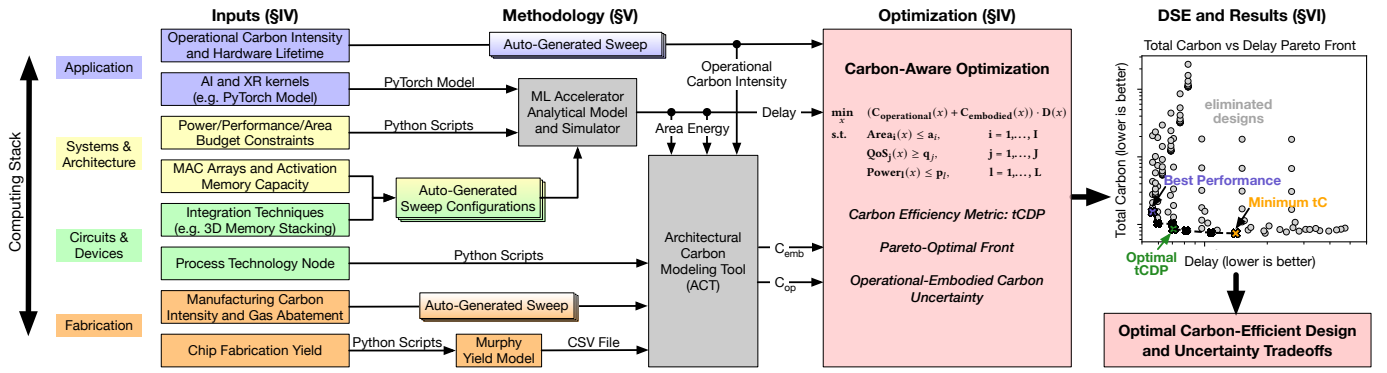 Inputs (§IV)
Methodology (§V)
Optimization (§IV)
DSE and Results (§VI)
Computing Stack
Application
Systems &
Architecture
Circuits &
Devices
Fabrication
Operational Carbon Intensity
and Hardware Lifetime
AI and XR kernels
(e.g. PyTorch Model)
Power/Performance/Area
Budget Constraints
MAC Arrays and Activation
Memory Capacity
Integration Techniques
(e.g. 3D Memory Stacking)
Process Technology Node
Manufacturing Carbon
Intensity and Gas Abatement
Chip Fabrication Yield
Auto-Generated Sweep
PyTorch Model
Python Scripts
ML Accelerator
Analytical Model
and Simulator
Auto-Generated
Sweep Configurations
Python Scripts
Auto-Generated Sweep
Python Scripts
Murphy
Yield Model
CSV File
Operational
Carbon Intensity
Area Energy
Delay
Architectural
Carbon
Modeling Tool
(ACT)
C_emb
C_op
Carbon-Aware Optimization
min x (C_operational(x) + C_embodied(x)) · D(x)
s.t. Area_i(x) ≤ a_i, i = 1,..., I
QoS_j(x) ≥ q_j, j = 1,..., J
Power_l(x) ≤ p_l, l = 1,..., L
Carbon Efficiency Metric: tCDP
Pareto-Optimal Front
Operational-Embodied Carbon
Uncertainty
Total Carbon vs Delay Pareto Front
Total Carbon (lower is better)
eliminated
designs
Best Performance
Minimum tC
Optimal
tCDP
Delay (lower is better)
Optimal Carbon-Efficient Design
and Uncertainty Tradeoffs